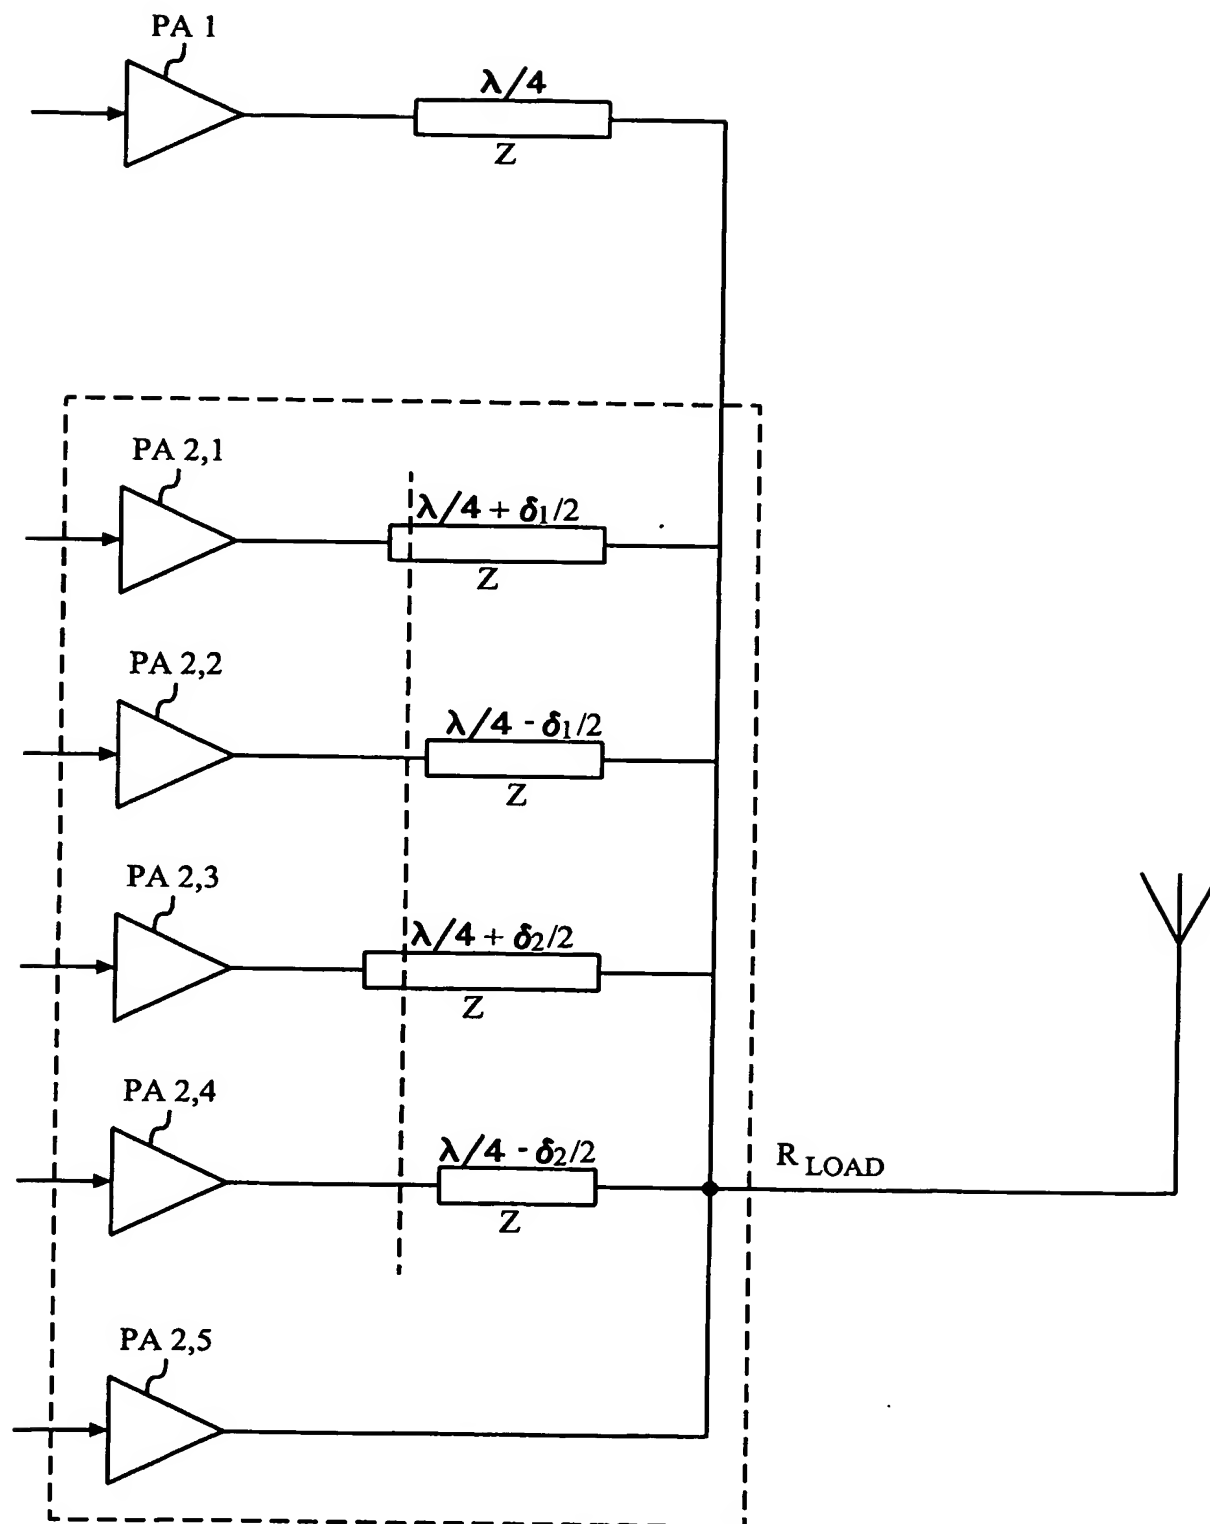 PA 1
λ/4
Z
PA 2,1
λ/4 + δ1/2
Z
PA 2,2
λ/4 - δ1/2
Z
PA 2,3
λ/4 + δ2/2
Z
PA 2,4
λ/4 - δ2/2
Z
R LOAD
PA 2,5